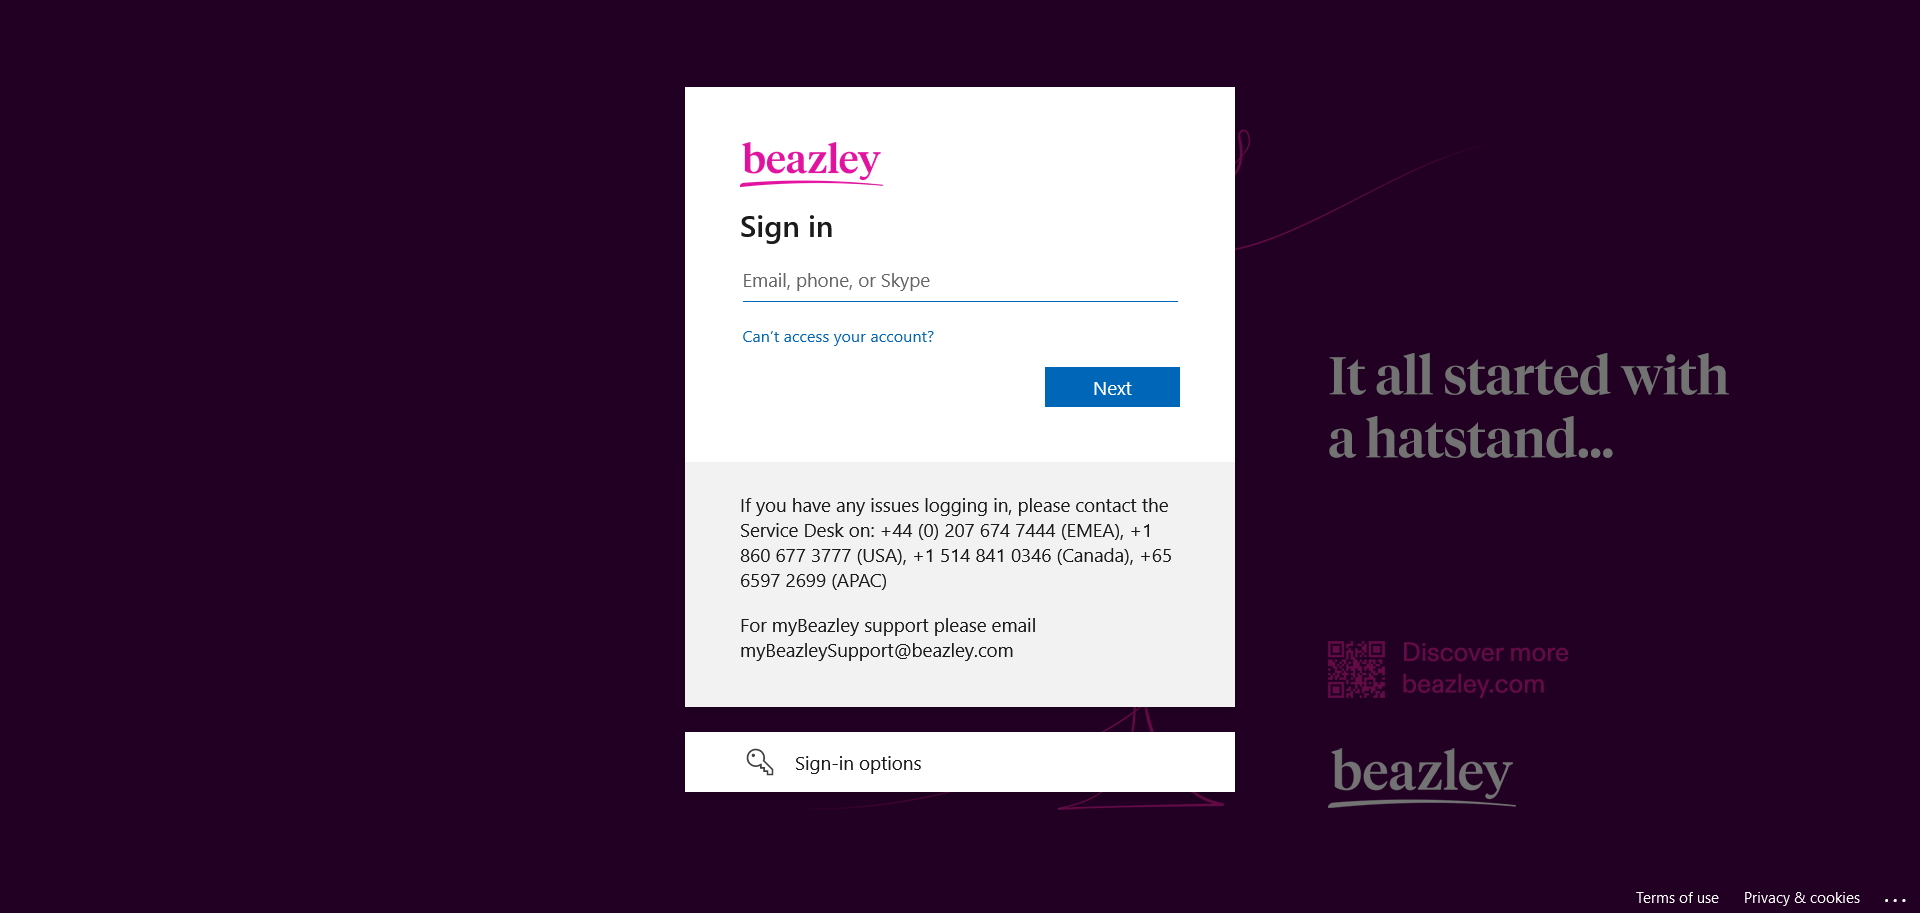 beazley
Sign in
Email, phone, or Skype
Can't access your account?
Next
If you have any issues logging in, please contact the
Service Desk on: +44 (0) 207 674 7444 (EMEA), +1
860 677 3777 (USA), +1 514 841 0346 (Canada), +65
6597 2699 (APAC)
For myBeazley support please email
myBeazleySupport@beazley.com
Sign-in options
It all started with
a hatstand...
Discover more
beazley.com
beazley
Terms of use
Privacy & cookies
...